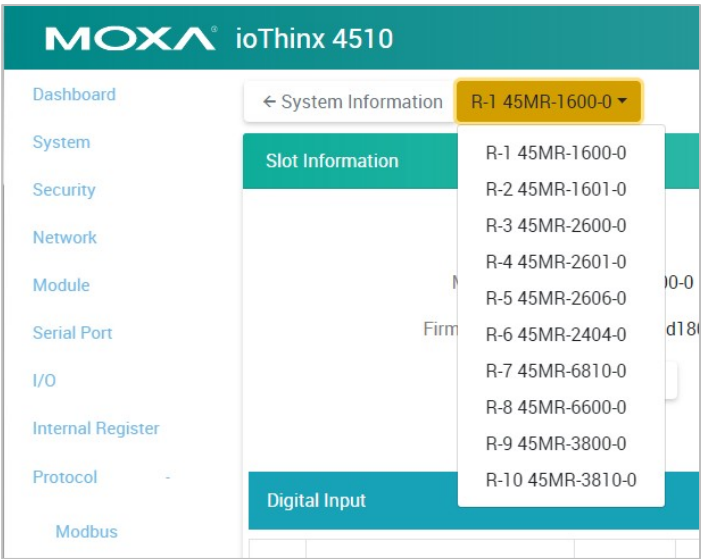 MOXA® ioThinx 4510
Dashboard
System
Security
Network
Module
Serial Port
I/O
Internal Register
Protocol -
Modbus
← System Information R-1 45MR-1600-0
Slot Information
R-1 45MR-1600-0
R-2 45MR-1601-0
R-3 45MR-2600-0
R-4 45MR-2601-0
R-5 45MR-2606-0
R-6 45MR-2404-0
R-7 45MR-6810-0
R-8 45MR-6600-0
R-9 45MR-3800-0
R-10 45MR-3810-0
Digital Input